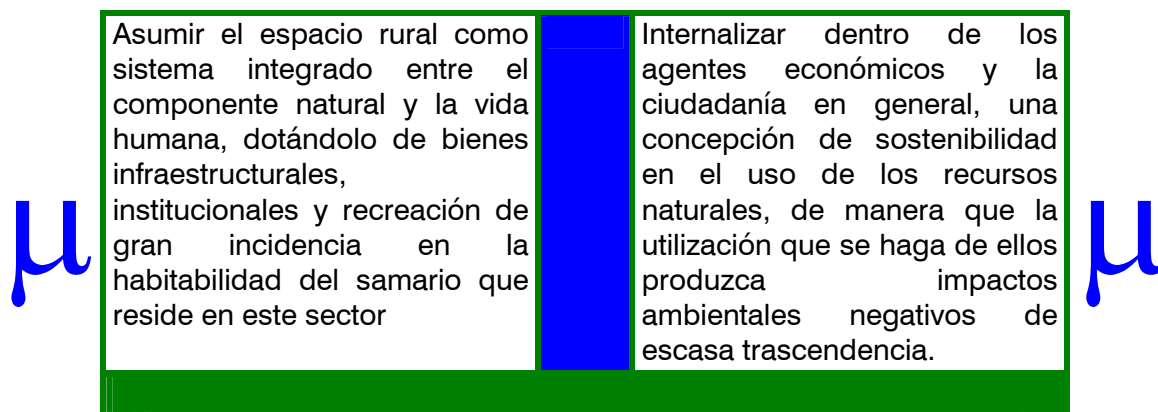 Asumir el espacio rural como
sistema integrado entre el
componente natural y la vida
humana, dotándolo de bienes
infraestructurales,
institucionales y recreación de
gran incidencia en la
habitabilidad del samario que
reside en este sector
Internalizar dentro de los
agentes económicos y la
ciudadanía en general, una
concepción de sostenibilidad
en el uso de los recursos
naturales, de manera que la
utilización que se haga de ellos
produzca impactos
ambientales negativos de
escasa trascendencia.
µ
µ